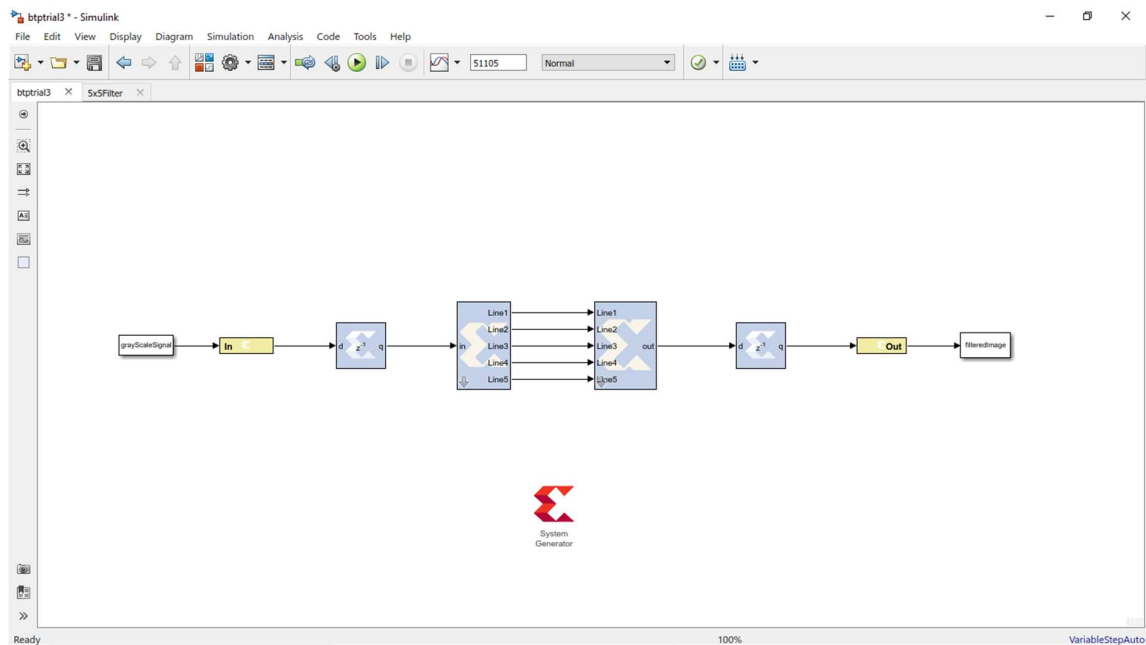 btptrial3 * - Simulink
File Edit View Display Diagram Simulation Analysis Code Tools Help
51105 Normal
btptrial3 5x5Filter
Line1 Line1
Line2 Line2
grayScaleSignal In d z-1 q in Line3 Line3 out d z-1 q Out filteredImage
Line4 Line4
Line5 Line5
System
Generator
Ready 100% VariableStepAuto